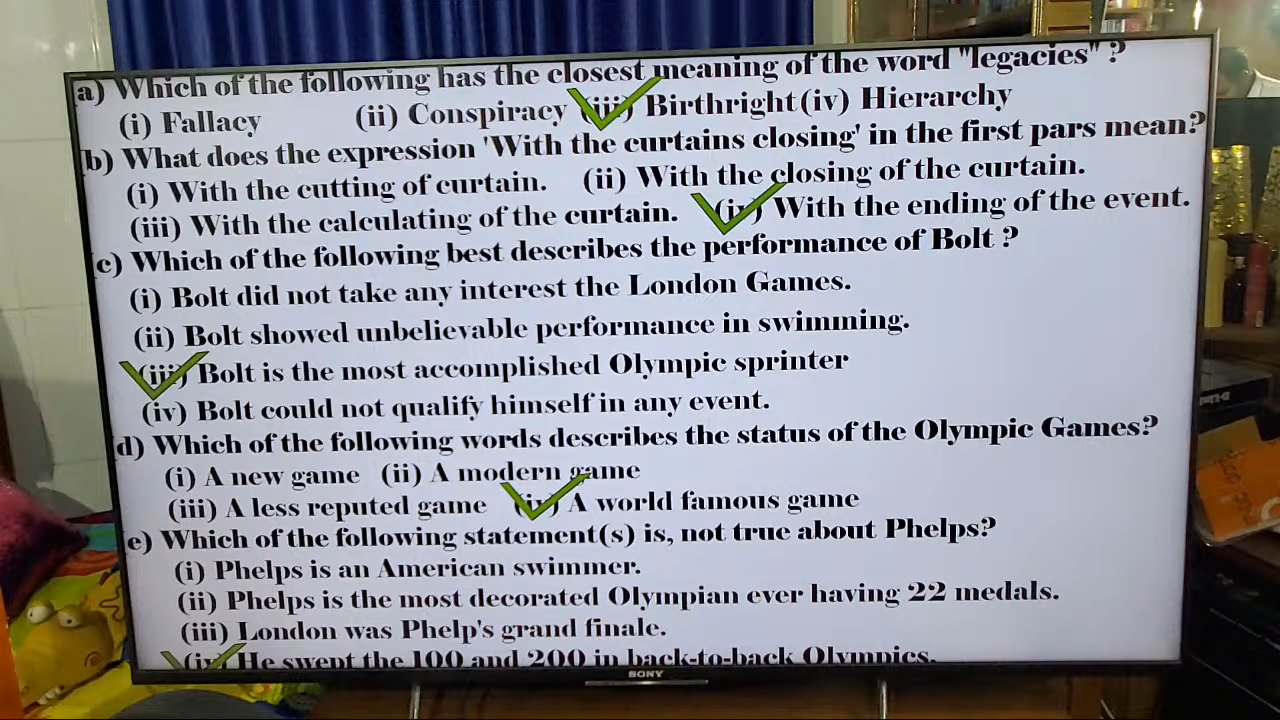 a) Which of the following has the closest meaning of the word "legacies" ?
(i) Fallacy (ii) Conspiracy (iii) Birthright (iv) Hierarchy
b) What does the expression 'With the curtains closing' in the first pars mean?
(i) With the cutting of curtain. (ii) With the closing of the curtain.
(iii) With the calculating of the curtain. (iv) With the ending of the event.
c) Which of the following best describes the performance of Bolt ?
(i) Bolt did not take any interest the London Games.
(ii) Bolt showed unbelievable performance in swimming.
(iii) Bolt is the most accomplished Olympic sprinter
(iv) Bolt could not qualify himself in any event.
d) Which of the following words describes the status of the Olympic Games?
(i) A new game (ii) A modern game
(iii) A less reputed game (iv) A world famous game
e) Which of the following statement(s) is, not true about Phelps?
(i) Phelps is an American swimmer.
(ii) Phelps is the most decorated Olympian ever having 22 medals.
(iii) London was Phelp's grand finale.
(iv) He swept the 100 and 200 in back-to-back Olympics.
SONY